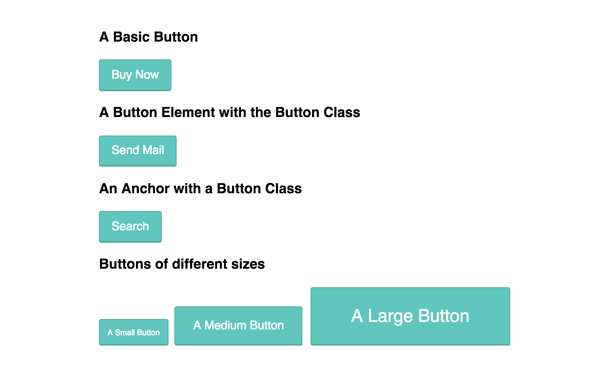 A Basic Button
Buy Now
A Button Element with the Button Class
Send Mail
An Anchor with a Button Class
Search
Buttons of different sizes
A Small Button
A Medium Button
A Large Button